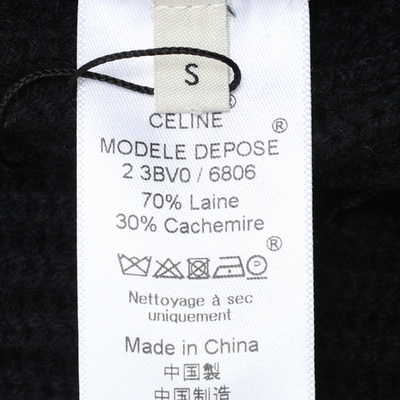 S
®
CELINE ®
MODELE DEPOSE
2 3BV0 / 6806
70% Laine
30% Cachemire
®
P
Nettoyage à sec
uniquement
Made in China
中国製
中国制造